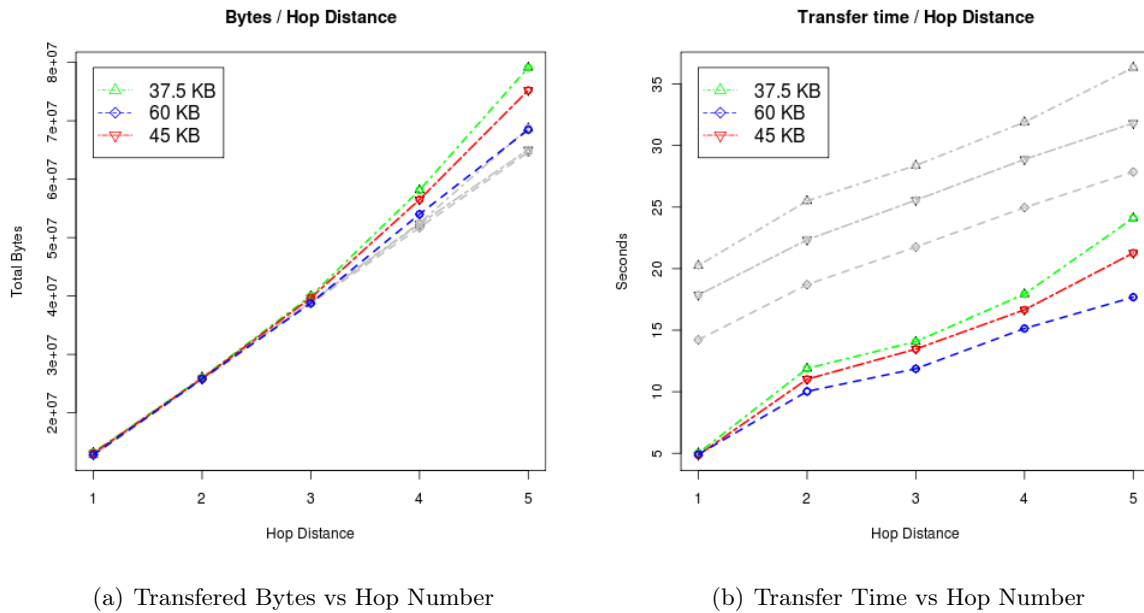 Bytes / Hop Distance
8e+07
7e+07
6e+07
5e+07
4e+07
3e+07
2e+07
Total Bytes
37.5 KB
60 KB
45 KB
1 2 3 4 5
Hop Distance
(a) Transfered Bytes vs Hop Number
Transfer time / Hop Distance
35
30
25
20
15
10
5
Seconds
37.5 KB
60 KB
45 KB
1 2 3 4 5
Hop Distance
(b) Transfer Time vs Hop Number